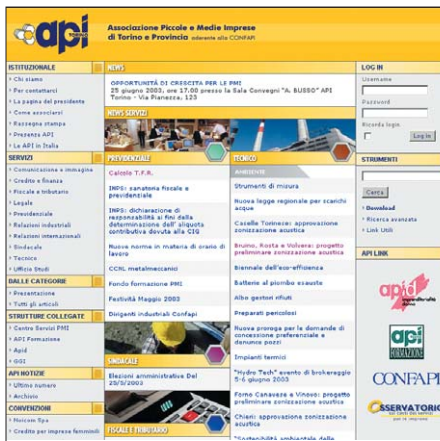 api
TORINO
Associazione Piccole e Medie Imprese
di Torino e Provincia aderente alla CONFAPI
ISTITUZIONALE
Chi siamo
Per contattarci
La pagina del presidente
Come associarsi
Rassegna stampa
Presenza API
Le API in Italia
SERVIZI
Comunicazione e immagine
Credito e finanza
Fiscale e tributario
Legale
Previdenziale
Relazioni industriali
Relazioni internazionali
Sindacale
Tecnico
Ufficio Studi
DALLE CATEGORIE
Presentazione
Tutti gli articoli
STRUTTURE COLLEGATE
Centro Servizi PMI
API Formazione
Apid
GGI
API NOTIZIE
Ultimo numero
Archivio
CONVENZIONI
Noicom Spa
Credito per imprese femminili
NEWS
OPPORTUNITÀ DI CRESCITA PER LE PMI
25 giugno 2003, ore 17.00 presso la Sala Convegni "A. BUSSO" API
Torino - Via Pianezza, 123
NEWS SERVIZI
PREVIDENZIALE
Calcolo T.F.R.
INPS: sanatoria fiscale e
previdenziale
INPS: dichiarazione di
responsabilità ai fini della
determinazione dell' aliquota
contributiva dovuta alla CIG
Nuove norme in materia di orario di
lavoro
CCNL metalmeccanici
Fondo formazione PMI
Festività Maggio 2003
Dirigenti industriali Confapi
SINDACALE
Elezioni amministrative Del
25/5/2003
FISCALE E TRIBUTARIO
TECNICO
AMBIENTE
Strumenti di misura
Nuova legge regionale per scarichi
acque
Caselle Torinese: approvazione
zonizzazione acustica
Bruino, Rosta e Volvera: progetto
preliminare zonizzazione acustica
Biennale dell'eco-efficienza
Batterie al piombo esauste
Albo gestori rifiuti
Preparati pericolosi
Nuove proroga per le domande di
concessione preferenziale e
denunce pozzi
Impianti termici
"Hydro Tech" evento di brokeraggio
5-6 giugno 2003
Forno Canavese e Vinovo: progetto
preliminare zonizzazione acustica
Chieri: approvazione zonizzazione
acustica
"Sostenibilità ambientale delle
LOG IN
Username
Password
Ricorda login
Log in
STRUMENTI
Cerca
Download
Ricerca avanzata
Link Utili
API LINK
apid
imprenditorialità
donna
api
FORMAZIONE
CONFAPI
OSSERVATORIO